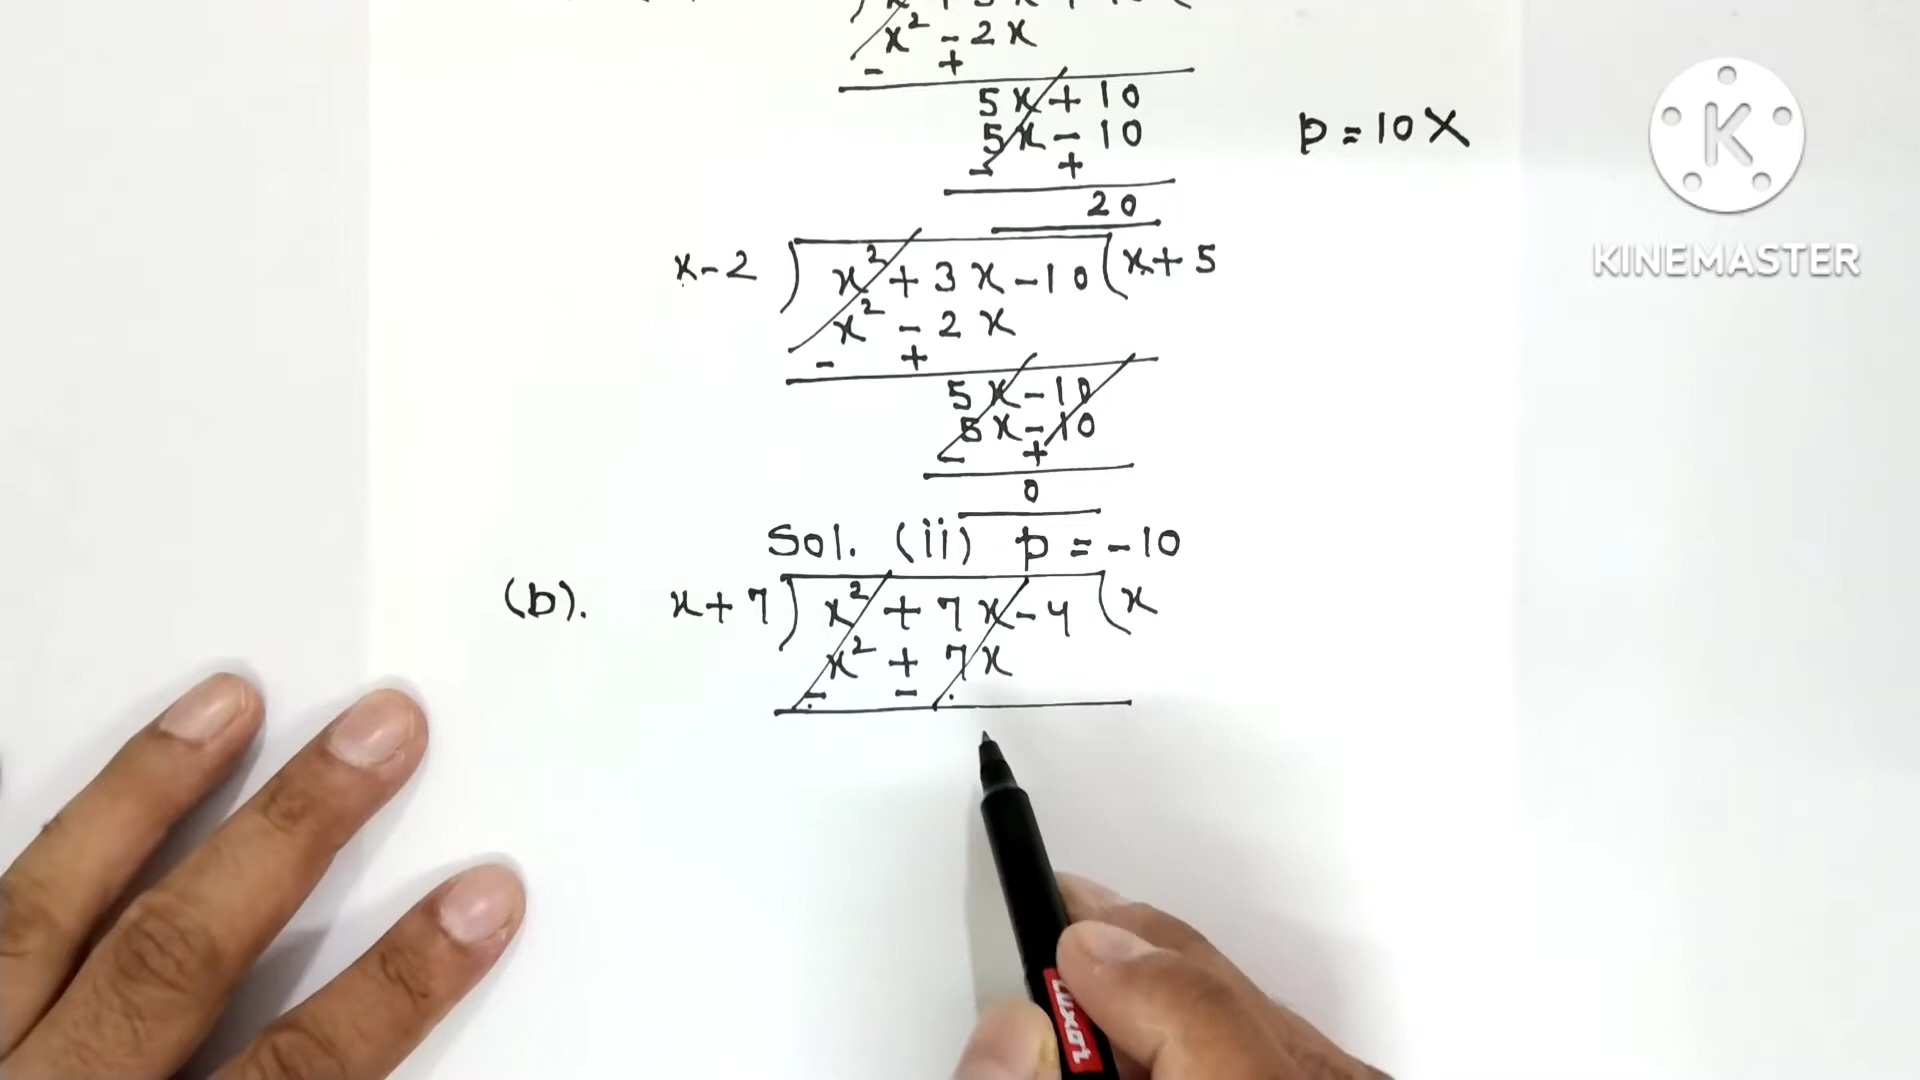 x² - 2x
- +
5x + 10
5x - 10
- +
20
p = 10 X
x - 2 ) x² + 3x - 10 ( x + 5
x² - 2x
- +
5x - 10
5x - 10
- +
0
Sol. (ii) p = - 10
(b). x + 7 ) x² + 7x - 4 ( x
x² + 7x
- -
K
KINEMASTER
Luxor